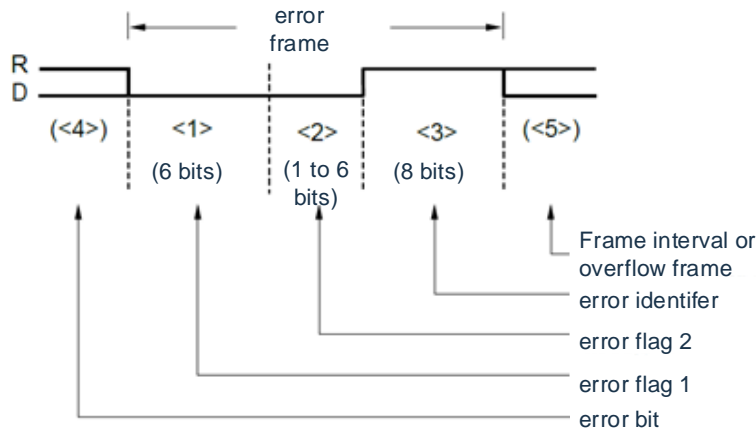 error
frame
R
D
(<4>)
<1>
<2>
<3>
(<5>)
(6 bits)
(1 to 6
bits)
(8 bits)
Frame interval or
overflow frame
error identifer
error flag 2
error flag 1
error bit